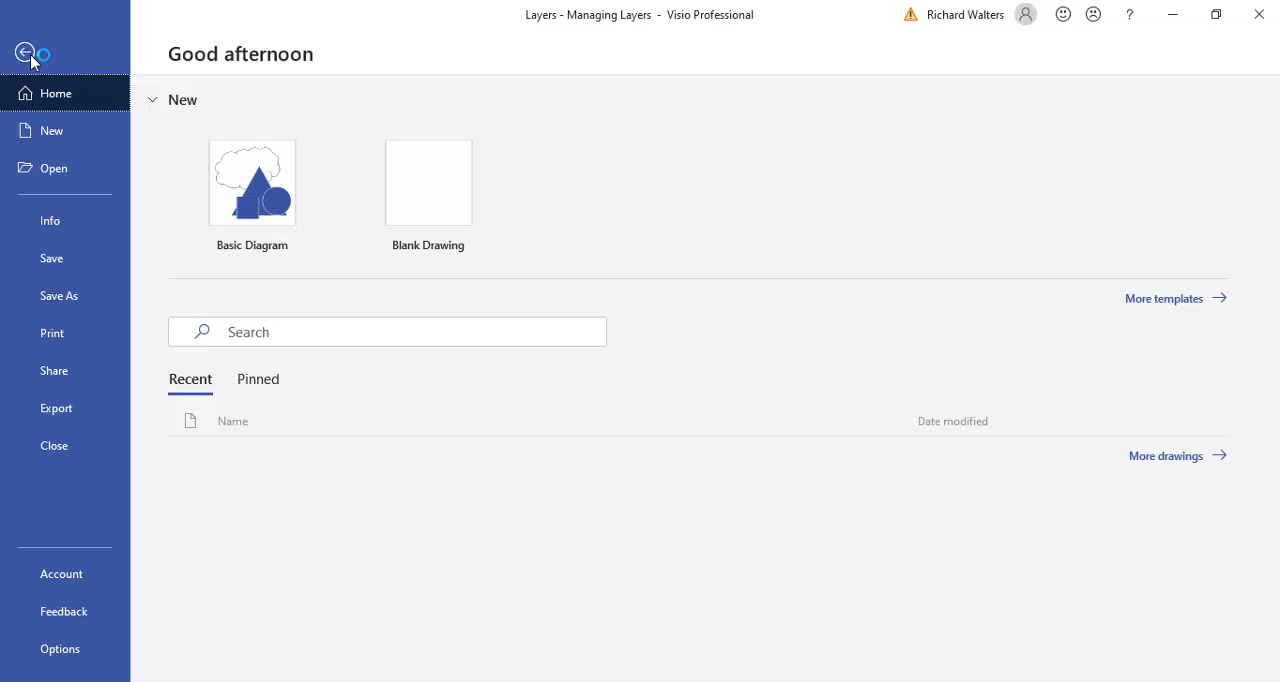 Layers - Managing Layers - Visio Professional
Richard Walters
?
Good afternoon
Home
New
Open
Info
Save
Save As
Print
Share
Export
Close
Account
Feedback
Options
New
Basic Diagram
Blank Drawing
More templates
Search
Recent Pinned
Name Date modified
More drawings